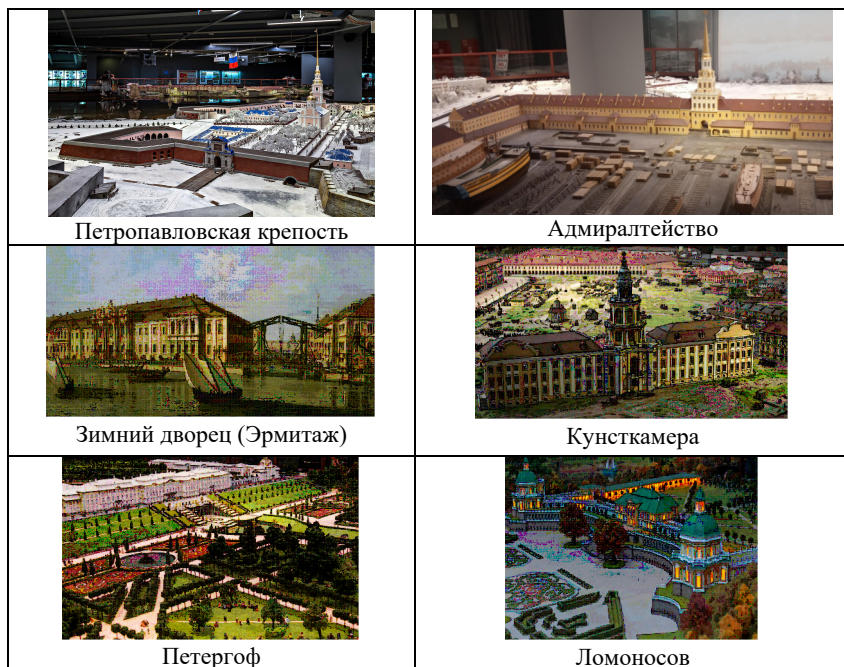 Петропавловская крепость
Адмиралтейство
Зимний дворец (Эрмитаж)
Кунсткамера
Петергоф
Ломоносов